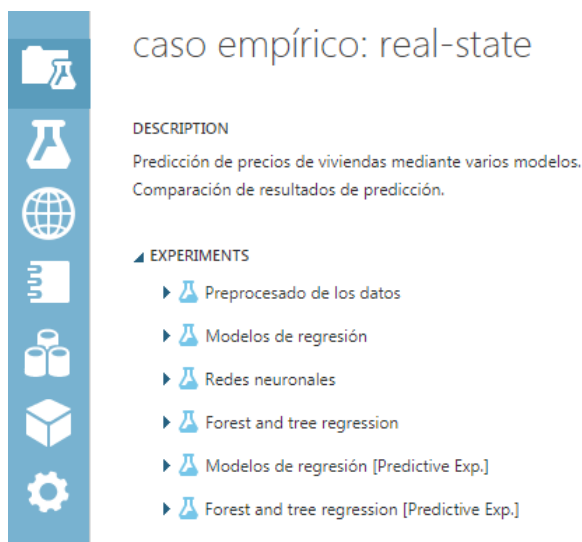 caso empírico: real-state
DESCRIPTION
Predicción de precios de viviendas mediante varios modelos.
Comparación de resultados de predicción.
EXPERIMENTS
Preprocesado de los datos
Modelos de regresión
Redes neuronales
Forest and tree regression
Modelos de regresión [Predictive Exp.]
Forest and tree regression [Predictive Exp.]